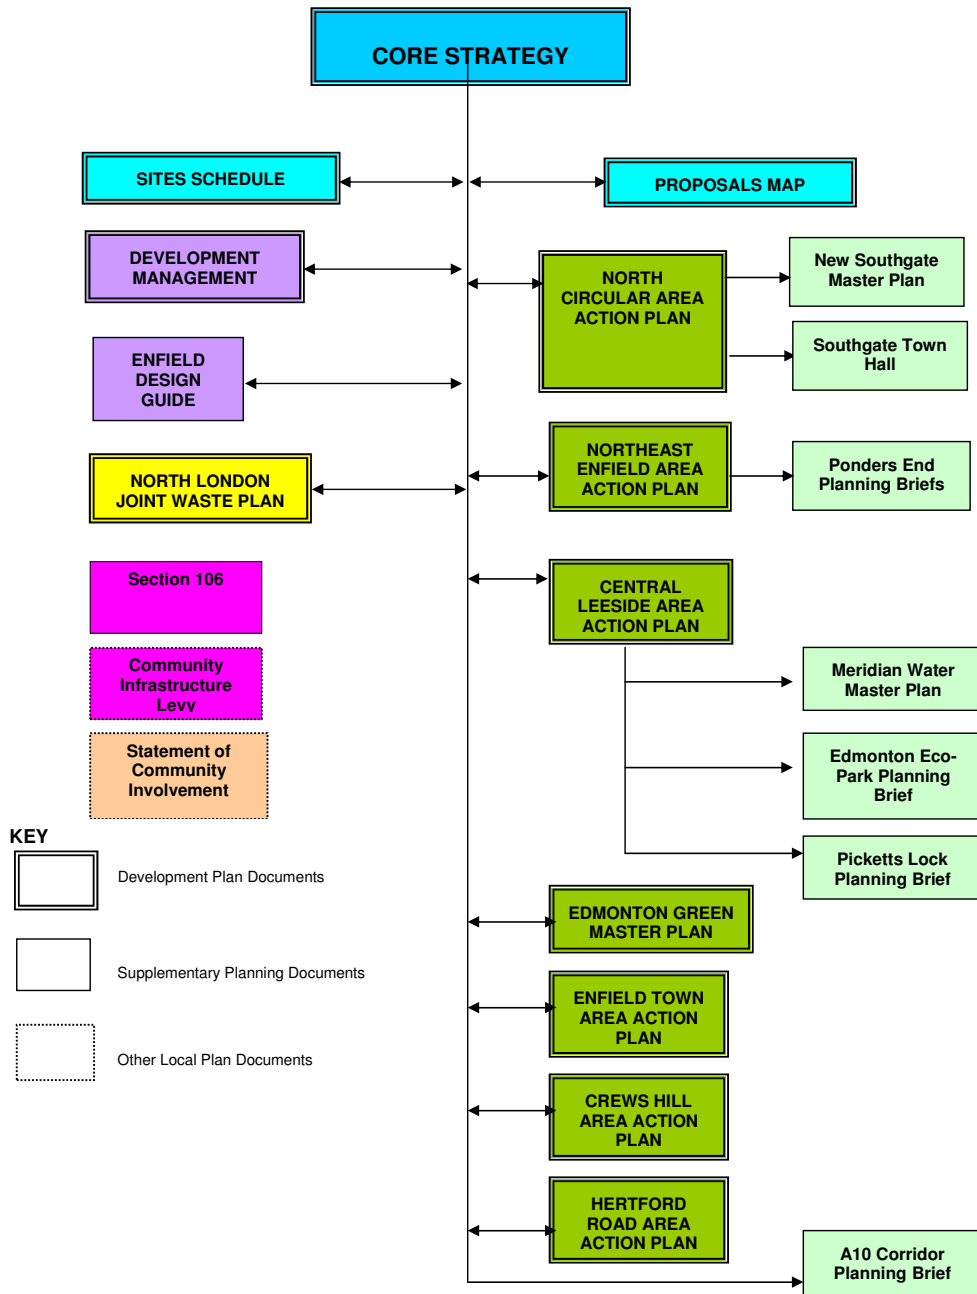 CORE STRATEGY
SITES SCHEDULE
PROPOSALS MAP
DEVELOPMENT
MANAGEMENT
NORTH
CIRCULAR AREA
ACTION PLAN
New Southgate
Master Plan
Southgate Town
Hall
ENFIELD
DESIGN
GUIDE
NORTHEAST
ENFIELD AREA
ACTION PLAN
Ponders End
Planning Briefs
NORTH LONDON
JOINT WASTE PLAN
Section 106
CENTRAL
LEESIDE AREA
ACTION PLAN
Community
Infrastructure
Levy
Meridian Water
Master Plan
Statement of
Community
Involvement
Edmonton Eco-
Park Planning
Brief
Picketts Lock
Planning Brief
KEY
Development Plan Documents
Supplementary Planning Documents
Other Local Plan Documents
EDMONTON GREEN
MASTER PLAN
ENFIELD TOWN
AREA ACTION
PLAN
CREWS HILL
AREA ACTION
PLAN
HERTFORD
ROAD AREA
ACTION PLAN
A10 Corridor
Planning Brief